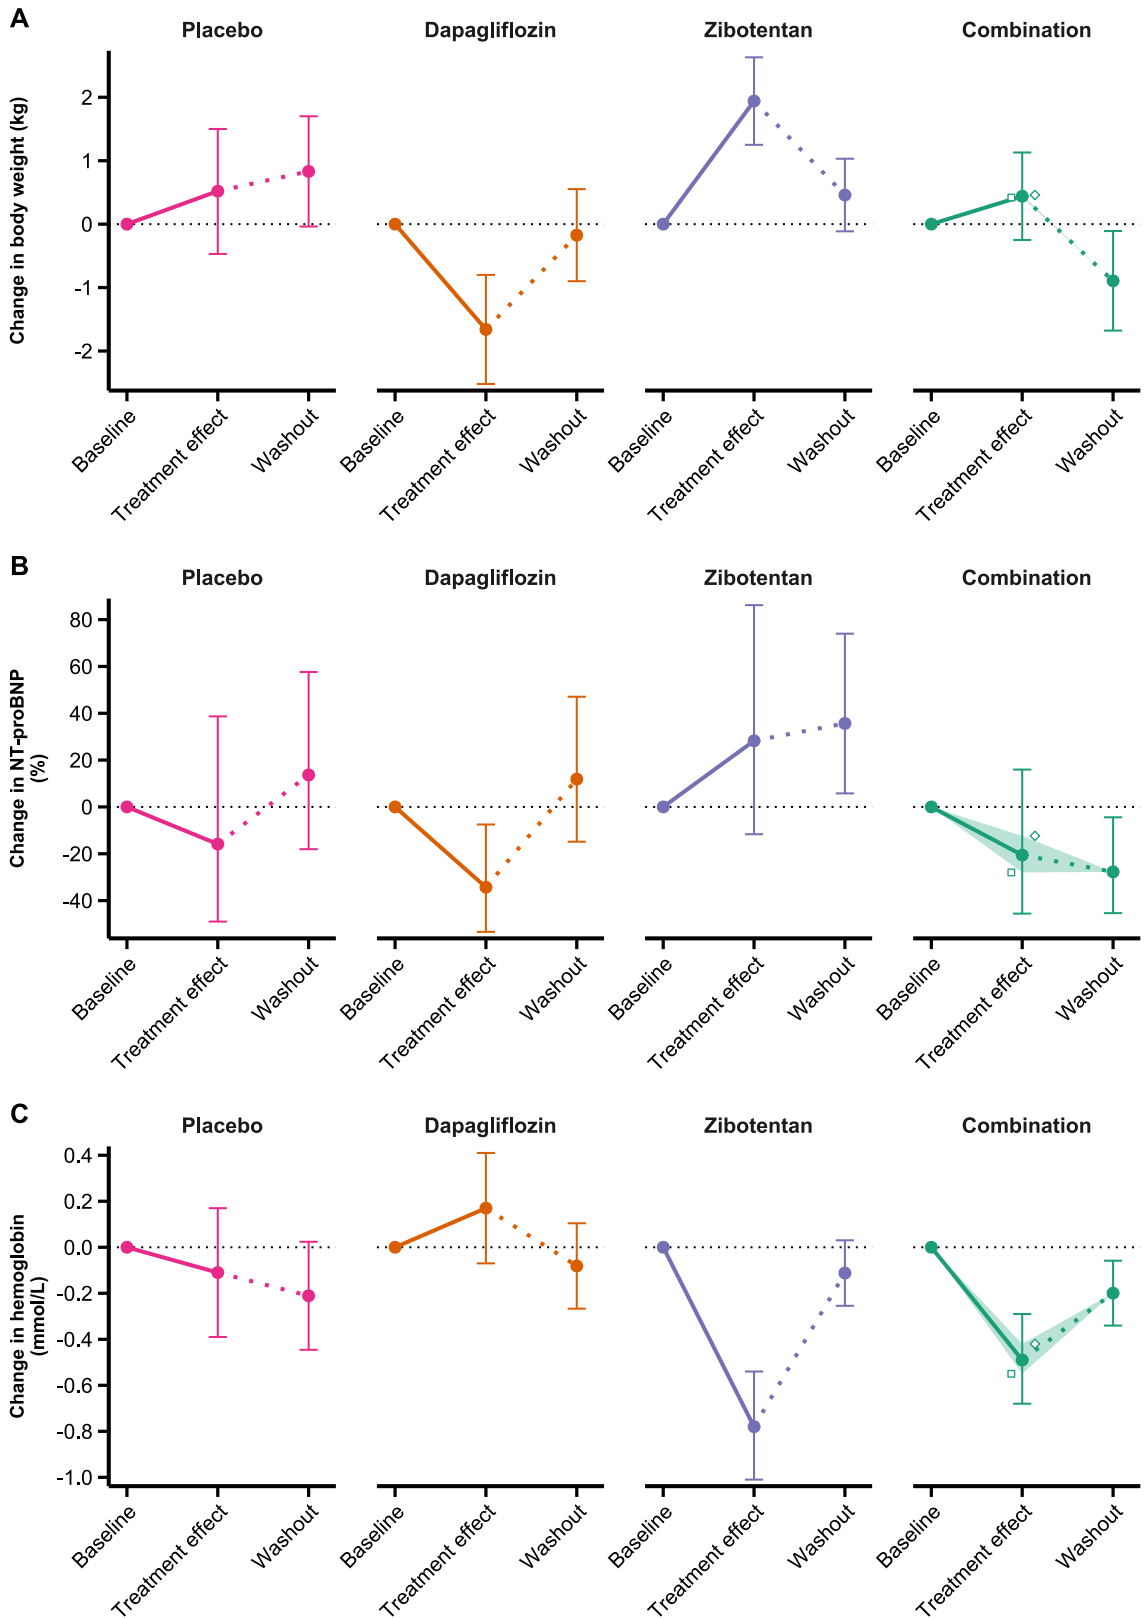 A
Placebo Dapagliflozin Zibotentan Combination
Change in body weight (kg)
2
1
0
-1
-2
Baseline Treatment effect Washout Baseline Treatment effect Washout Baseline Treatment effect Washout Baseline Treatment effect Washout
B
Placebo Dapagliflozin Zibotentan Combination
Change in NT-proBNP
(%)
80
60
40
20
0
-20
-40
Baseline Treatment effect Washout Baseline Treatment effect Washout Baseline Treatment effect Washout Baseline Treatment effect Washout
C
Placebo Dapagliflozin Zibotentan Combination
Change in hemoglobin
(mmol/L)
0.4
0.2
0.0
-0.2
-0.4
-0.6
-0.8
-1.0
Baseline Treatment effect Washout Baseline Treatment effect Washout Baseline Treatment effect Washout Baseline Treatment effect Washout